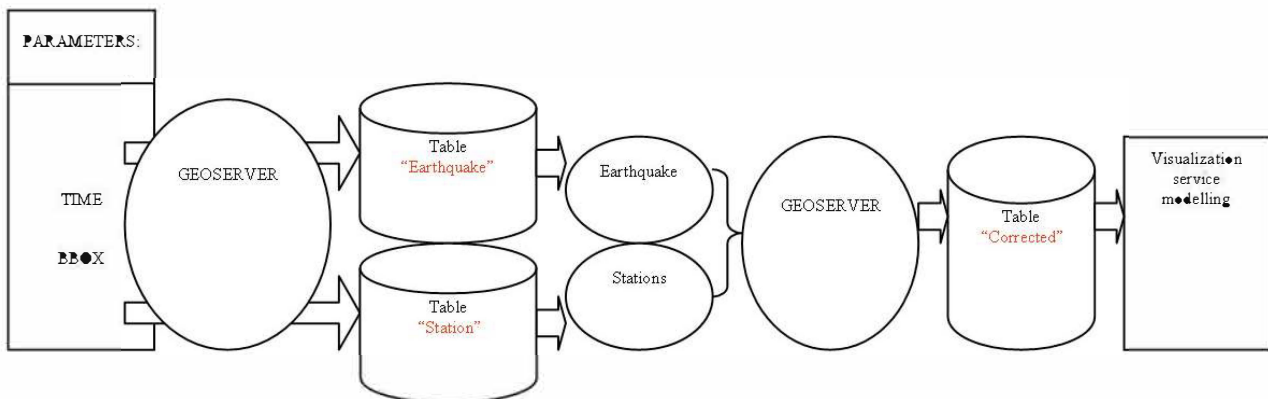 PARAMETERS:
TIME
BBOX
GEOSERVER
Table
“Earthquake”
Table
“Station”
Earthquake
Stations
GEOSERVER
Table
“Corrected”
Visualization
service
modelling